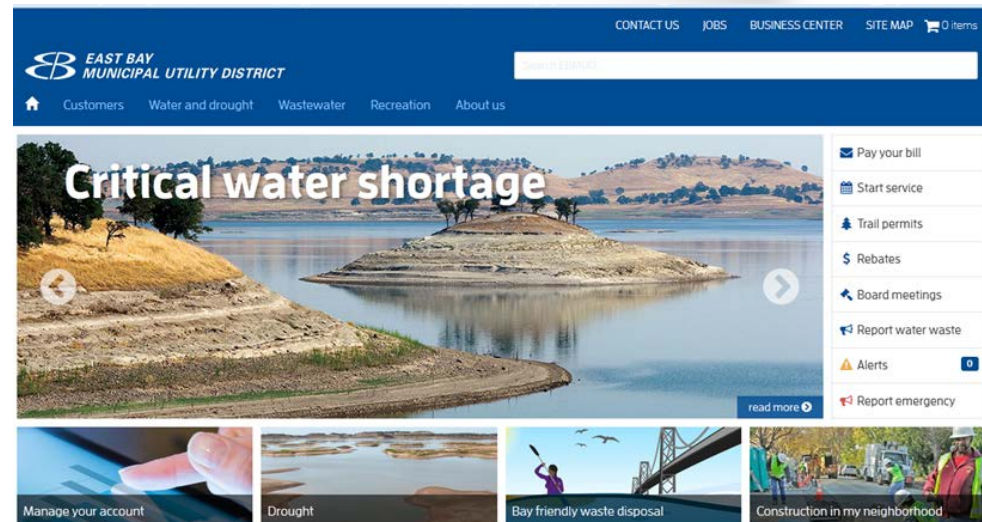 CONTACT US JOBS BUSINESS CENTER SITE MAP 0 items
EAST BAY
MUNICIPAL UTILITY DISTRICT
Search EBMUD
Customers Water and drought Wastewater Recreation About us
Critical water shortage
read more
Pay your bill
Start service
Trail permits
$ Rebates
Board meetings
Report water waste
Alerts 0
Report emergency
Manage your account
Drought
Bay friendly waste disposal
Construction in my neighborhood